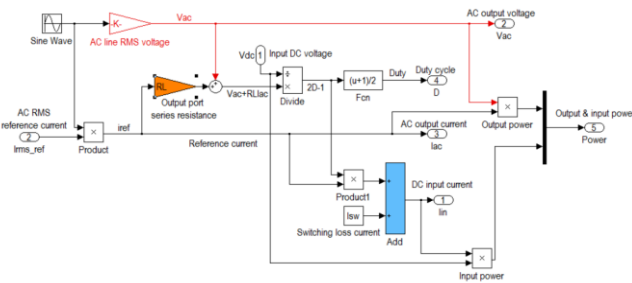 AC output voltage
2
Vac
Vac
-K-
Sine Wave
AC line RMS voltage
Vdc 1
Input DC voltage
Duty cycle
4
D
Duty
(u+1)/2
Fcn
2D-1
÷
×
Divide
RL
Vac+RLIac
Output port
series resistance
AC RMS
reference current
2
Irms_ref
×
Product
iref
Reference current
AC output current
3
Iac
×
Output power
Output & input power
5
Power
×
Product1
DC input current
1
Iin
Isw
Switching loss current
Add
×
Input power